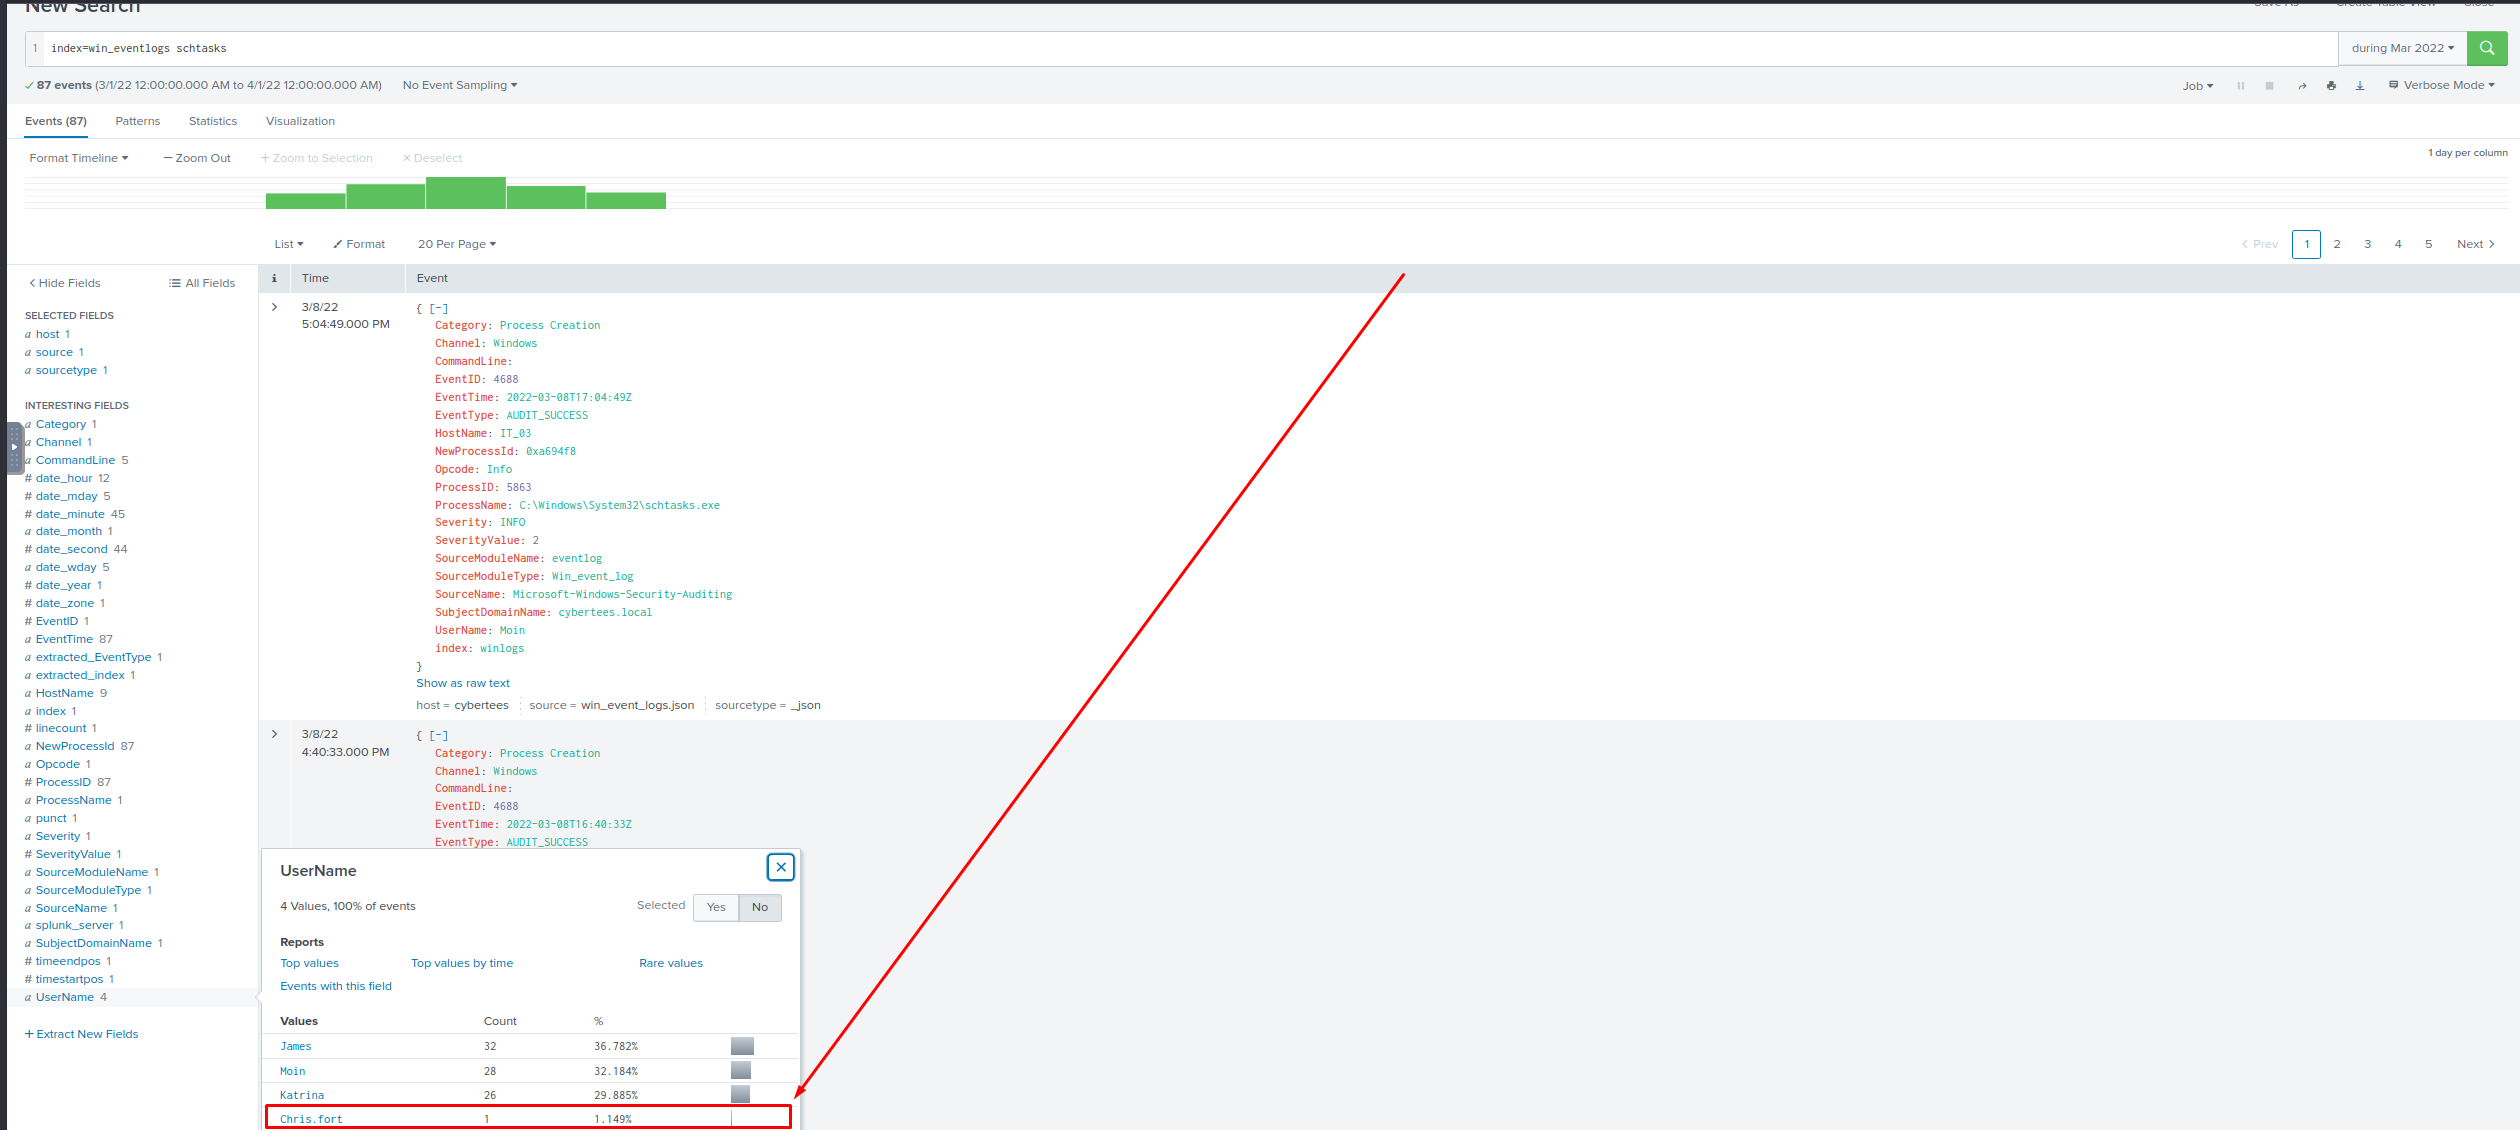 New Search
Save As Create Table View Close
1 index=win_eventlogs schtasks
during Mar 2022
87 events (3/1/22 12:00:00.000 AM to 4/1/22 12:00:00.000 AM) No Event Sampling
Job Verbose Mode
Events (87) Patterns Statistics Visualization
Format Timeline — Zoom Out + Zoom to Selection × Deselect
1 day per column
List Format 20 Per Page
< Prev 1 2 3 4 5 Next >
< Hide Fields All Fields
i Time Event
SELECTED FIELDS
a host 1
a source 1
a sourcetype 1
INTERESTING FIELDS
a Category 1
a Channel 1
a CommandLine 5
# date_hour 12
# date_mday 5
# date_minute 45
a date_month 1
# date_second 44
a date_wday 5
# date_year 1
# date_zone 1
# EventID 1
a EventTime 87
a extracted_EventType 1
a extracted_index 1
a HostName 9
a index 1
# linecount 1
a NewProcessId 87
a Opcode 1
# ProcessID 87
a ProcessName 1
a punct 1
a Severity 1
# SeverityValue 1
a SourceModuleName 1
a SourceModuleType 1
a SourceName 1
a splunk_server 1
a SubjectDomainName 1
# timeendpos 1
# timestartpos 1
a UserName 4
+ Extract New Fields
> 3/8/22
5:04:49.000 PM
{ [-]
Category: Process Creation
Channel: Windows
CommandLine:
EventID: 4688
EventTime: 2022-03-08T17:04:49Z
EventType: AUDIT_SUCCESS
HostName: IT_03
NewProcessId: 0xa694f8
Opcode: Info
ProcessID: 5863
ProcessName: C:\Windows\System32\schtasks.exe
Severity: INFO
SeverityValue: 2
SourceModuleName: eventlog
SourceModuleType: Win_event_log
SourceName: Microsoft-Windows-Security-Auditing
SubjectDomainName: cybertees.local
UserName: Moin
index: winlogs
}
Show as raw text
host = cybertees source = win_event_logs.json sourcetype = _json
> 3/8/22
4:40:33.000 PM
{ [-]
Category: Process Creation
Channel: Windows
CommandLine:
EventID: 4688
EventTime: 2022-03-08T16:40:33Z
EventType: AUDIT_SUCCESS
UserName
4 Values, 100% of events Selected Yes No
Reports
Top values Top values by time Rare values
Events with this field
Values Count %
James 32 36.782%
Moin 28 32.184%
Katrina 26 29.885%
Chris.fort 1 1.149%